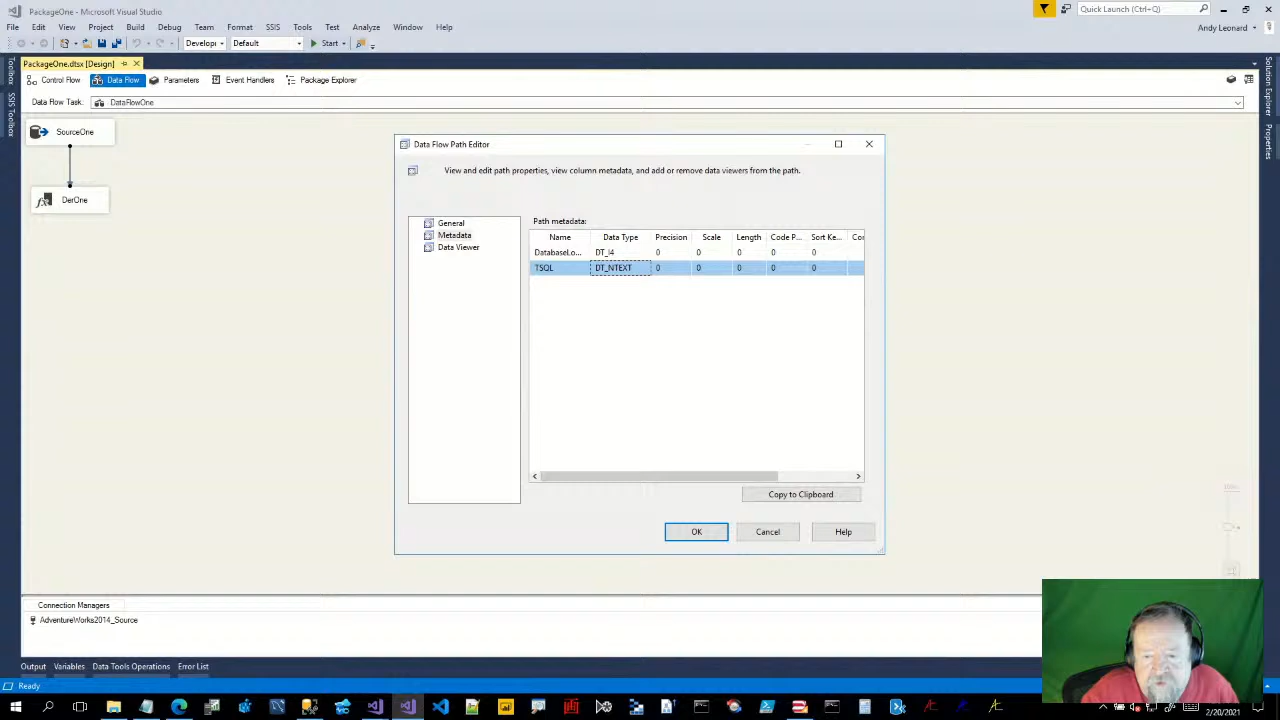 PackageOne - Microsoft Visual Studio
Quick Launch (Ctrl+Q)
File Edit View Project Build Debug Team Format SSIS Tools Test Analyze Window Help
Andy Leonard
Develop Default Start
PackageOne.dtsx [Design]
Control Flow Data Flow Parameters Event Handlers Package Explorer
Data Flow Task: DataFlowOne
Toolbox
SSIS Toolbox
Solution Explorer
Properties
SourceOne
DerOne
Data Flow Path Editor
View and edit path properties, view column metadata, and add or remove data viewers from the path.
General
Metadata
Data Viewer
Path metadata:
Name Data Type Precision Scale Length Code P... Sort Ke... Cor
DatabaseLo... DT_I4 0 0 0 0 0
TSQL DT_NTEXT 0 0 0 0 0
Copy to Clipboard
OK Cancel Help
100%
Connection Managers
AdventureWorks2014_Source
Output Variables Data Tools Operations Error List
Ready
2/20/2021